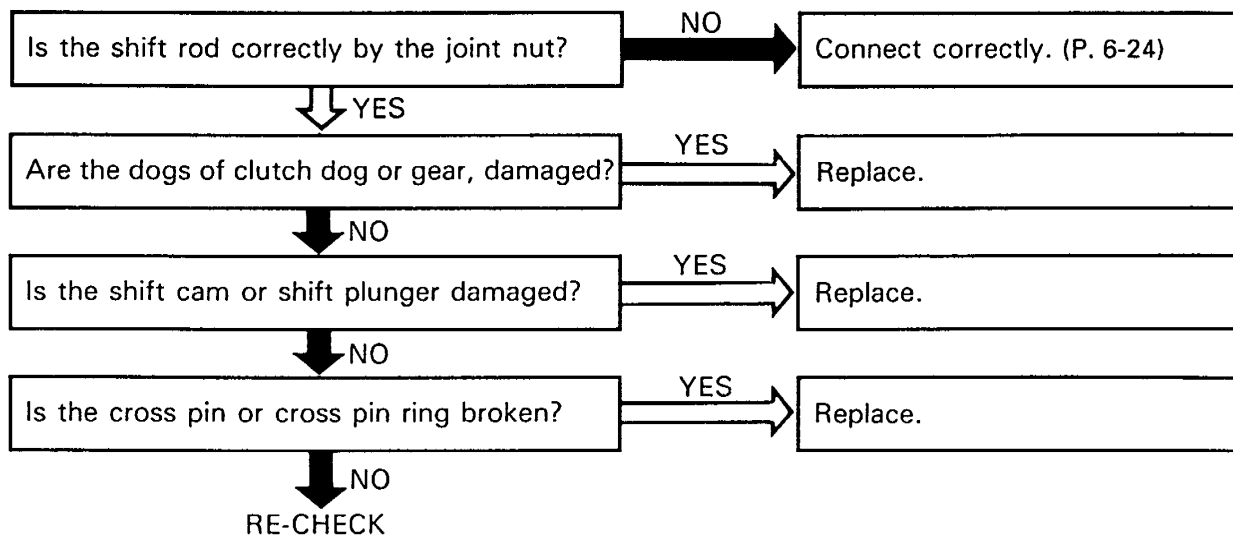 Is the shift rod correctly by the joint nut?
NO
Connect correctly. (P. 6-24)
YES
Are the dogs of clutch dog or gear, damaged?
YES
Replace.
NO
Is the shift cam or shift plunger damaged?
YES
Replace.
NO
Is the cross pin or cross pin ring broken?
YES
Replace.
NO
RE-CHECK